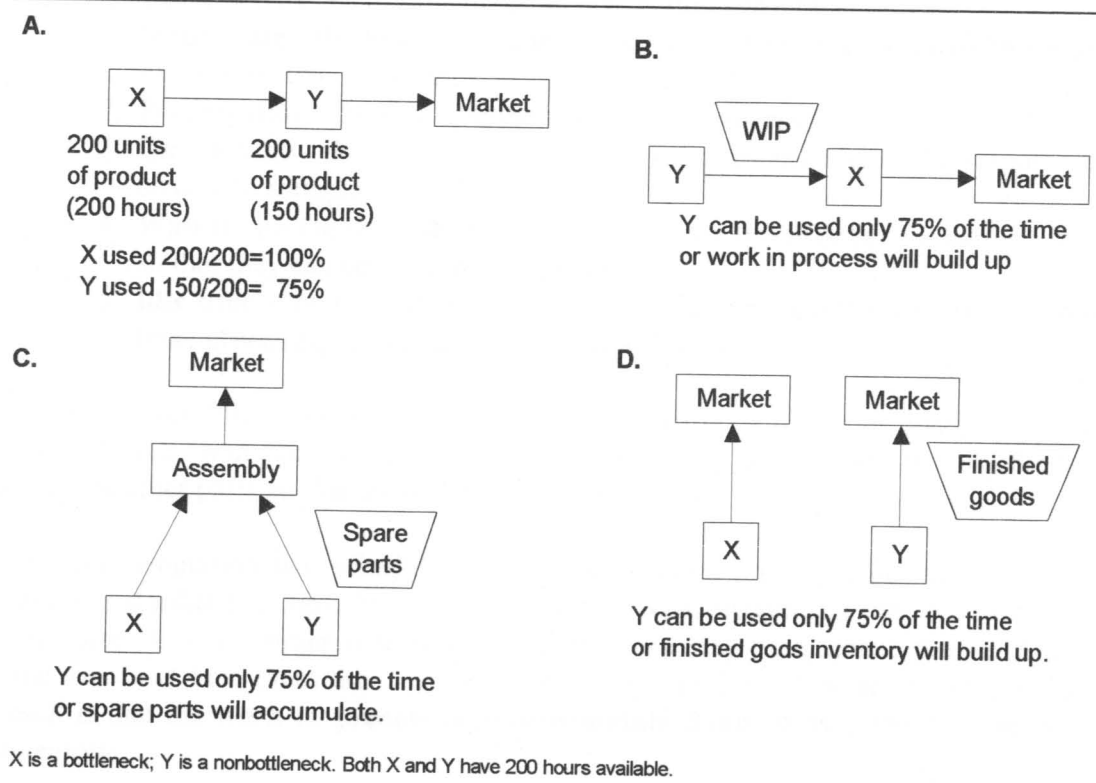 A.
X
Y
Market
200 units
of product
(200 hours)
200 units
of product
(150 hours)
X used 200/200=100%
Y used 150/200= 75%
B.
WIP
Y
X
Market
Y can be used only 75% of the time
or work in process will build up
C.
Market
Assembly
Spare
parts
X
Y
Y can be used only 75% of the time
or spare parts will accumulate.
D.
Market
Market
Finished
goods
X
Y
Y can be used only 75% of the time
or finished gods inventory will build up.
X is a bottleneck; Y is a nonbottleneck. Both X and Y have 200 hours available.